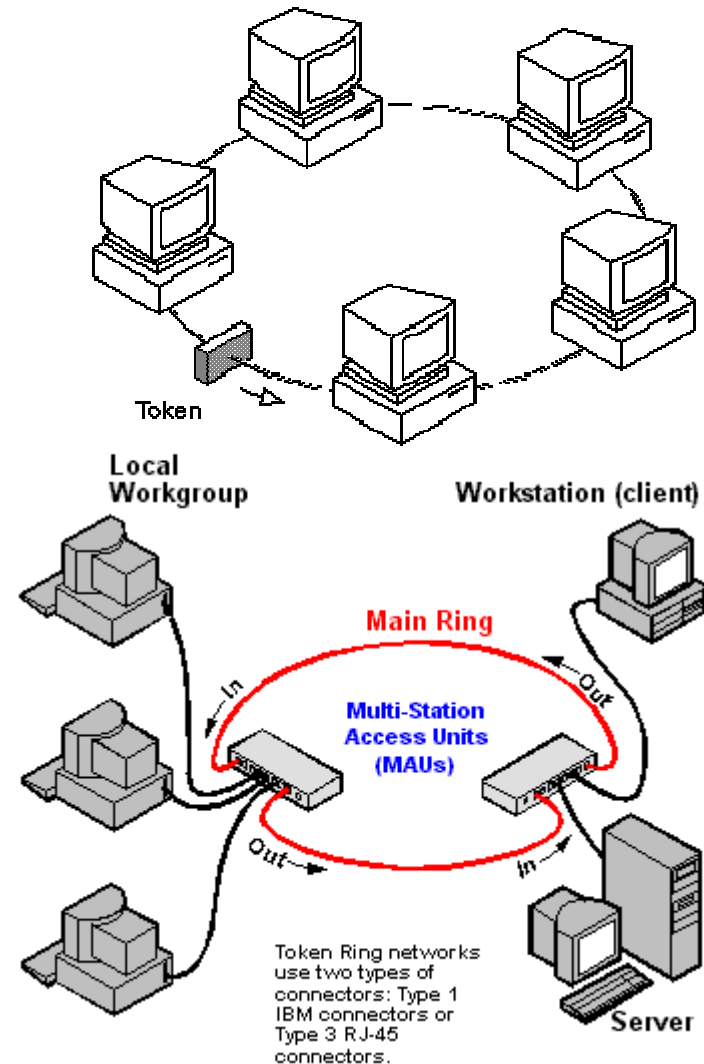 Token
Local
Workgroup
Workstation (client)
Main Ring
In
Out
Multi-Station
Access Units
(MAUs)
Out
In
Token Ring networks
use two types of
connectors: Type 1
IBM connectors or
Type 3 RJ-45
connectors.
Server